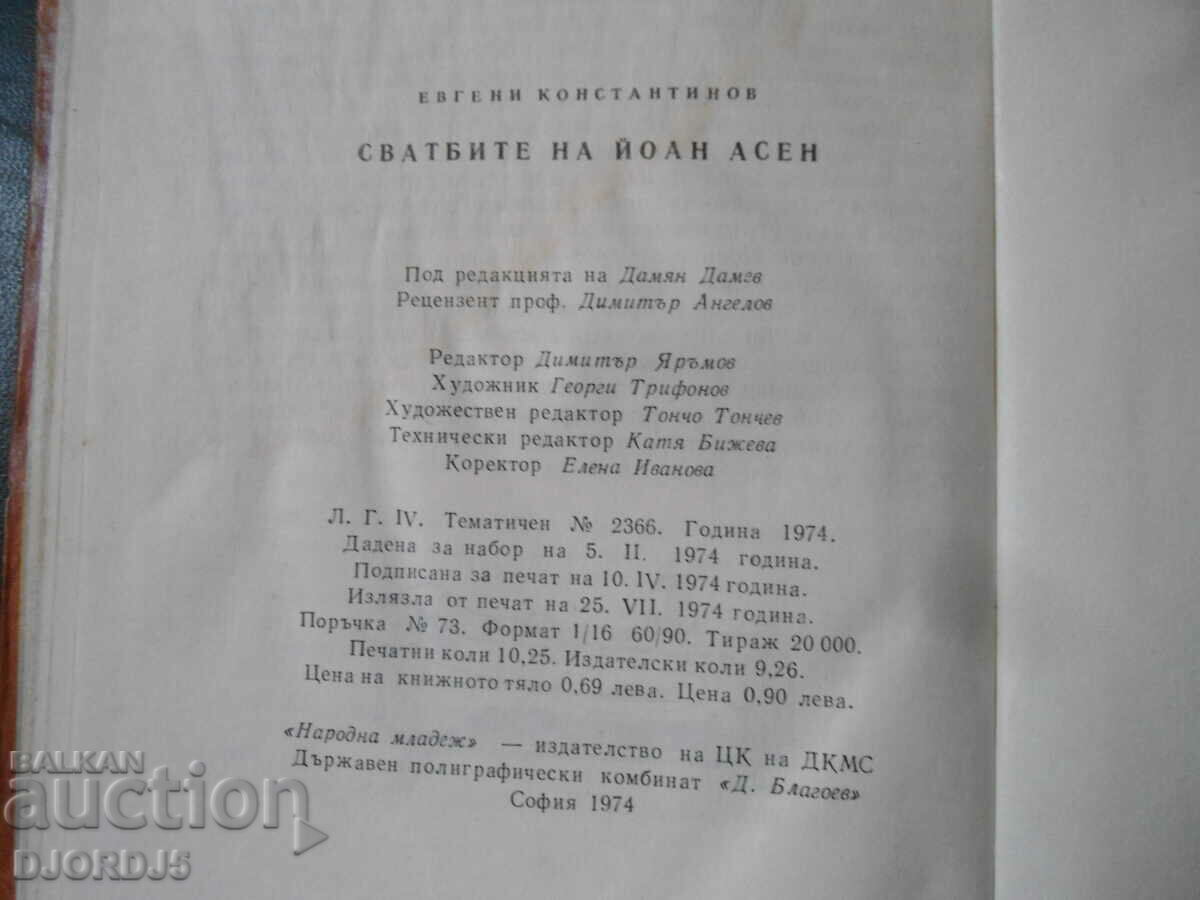 ЕВГЕНИ КОНСТАНТИНОВ
СВАТБИТЕ НА ЙОАН АСЕН
Под редакцията на Дамян Дамев
Рецензент проф. Димитър Ангелов
Редактор Димитър Яръмов
Художник Георги Трифонов
Художествен редактор Тончо Тончев
Технически редактор Катя Бижева
Коректор Елена Иванова
Л. Г. IV. Тематичен № 2366. Година 1974.
Дадена за набор на 5. II. 1974 година.
Подписана за печат на 10. IV. 1974 година.
Излязла от печат на 25. VII. 1974 година.
Поръчка № 73. Формат 1/16 60/90. Тираж 20 000.
Печатни коли 10,25. Издателски коли 9,26.
Цена на книжното тяло 0,69 лева. Цена 0,90 лева.
«Народна младеж» — издателство на ЦК на ДКМС
Държавен полиграфически комбинат «Д. Благоев»
София 1974
BALKAN
auction
DJORDJ5